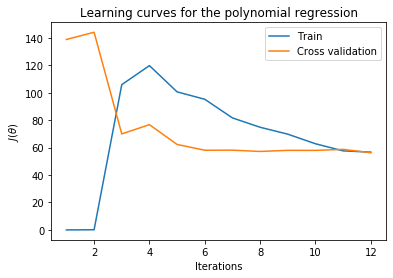 Learning curves for the polynomial regression
Train
Cross validation
J(θ)
140
120
100
80
60
40
20
0
2
4
6
8
10
12
Iterations